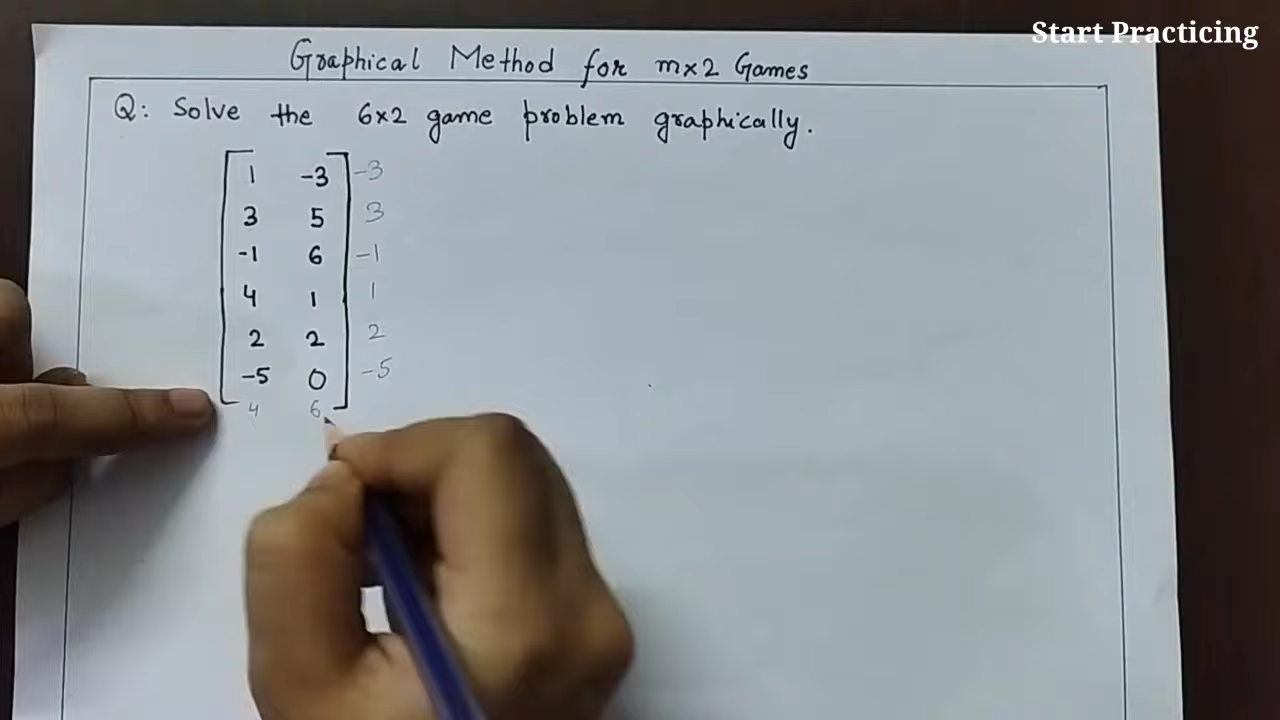 Start Practicing
Graphical Method for m×2 Games
Q: Solve the 6×2 game problem graphically.
1 -3 -3
3 5 3
-1 6 -1
4 1 1
2 2 2
-5 0 -5
4 6